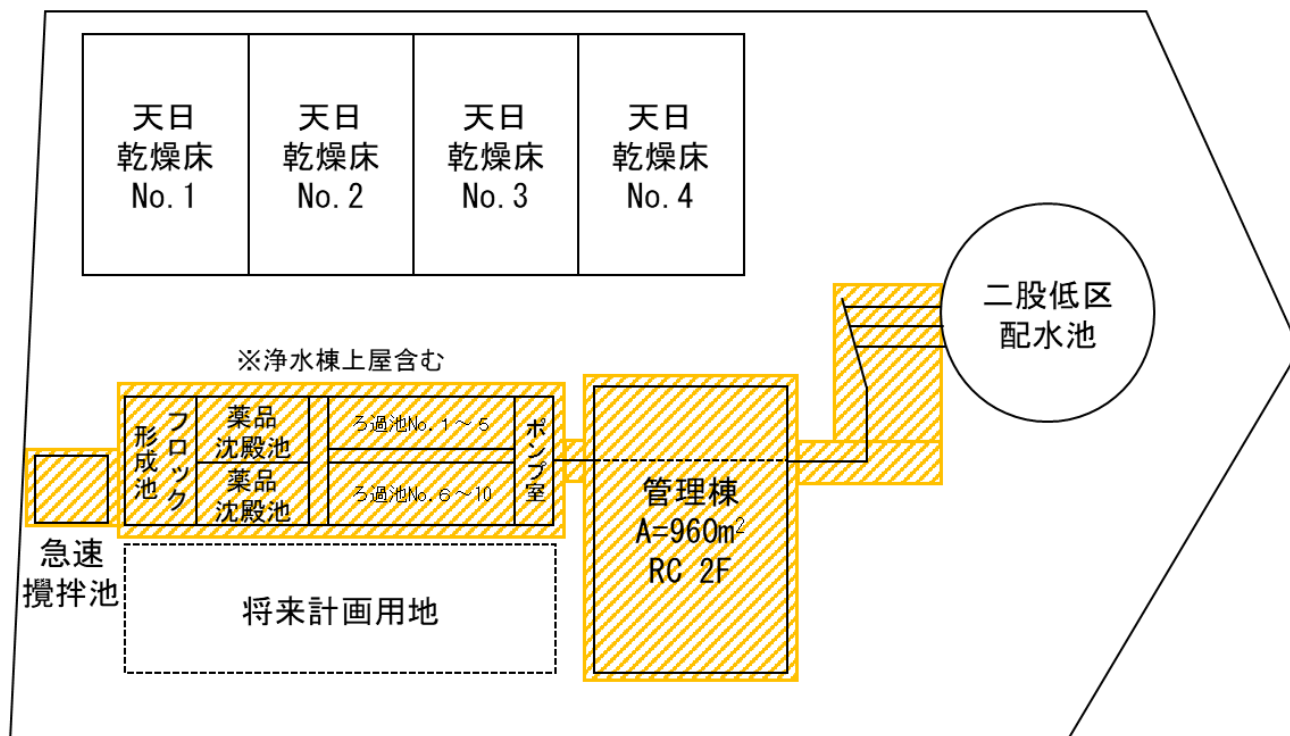 天日
乾燥床
No.1
天日
乾燥床
No.2
天日
乾燥床
No.3
天日
乾燥床
No.4
二股低区
配水池
※浄水棟上屋含む
フロック
形成池
薬品
沈殿池
薬品
沈殿池
ろ過池No.1～5
ろ過池No.6～10
ポンプ室
管理棟
A=960m²
RC 2F
急速
攪拌池
将来計画用地